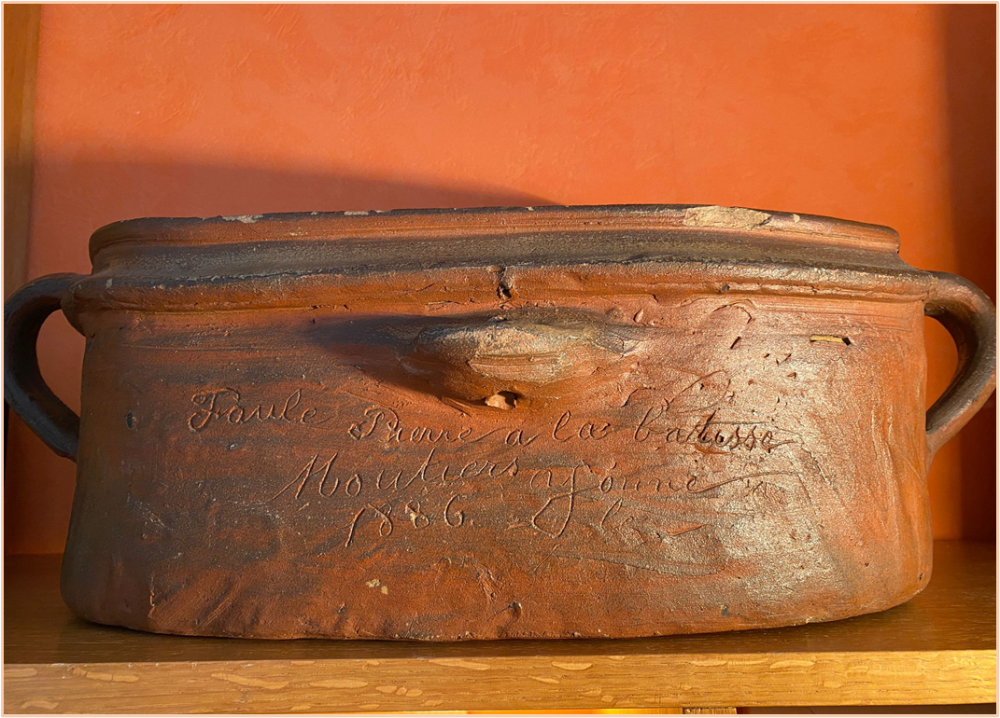 Faule Pierre a la batisse
Moutiers
1886.